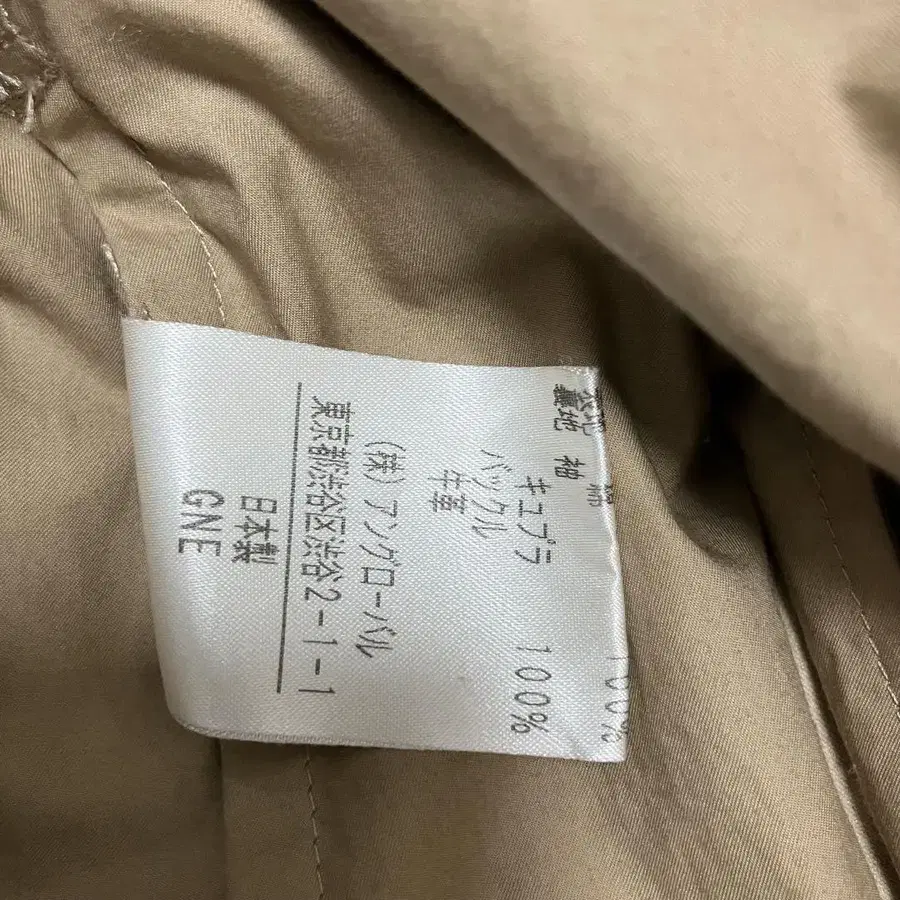 表地 綿 100%
裏地 袖
キュプラ 100%
バックル
牛革
(株)アングローバル
東京都渋谷区渋谷2-1-1
日本製
GNE